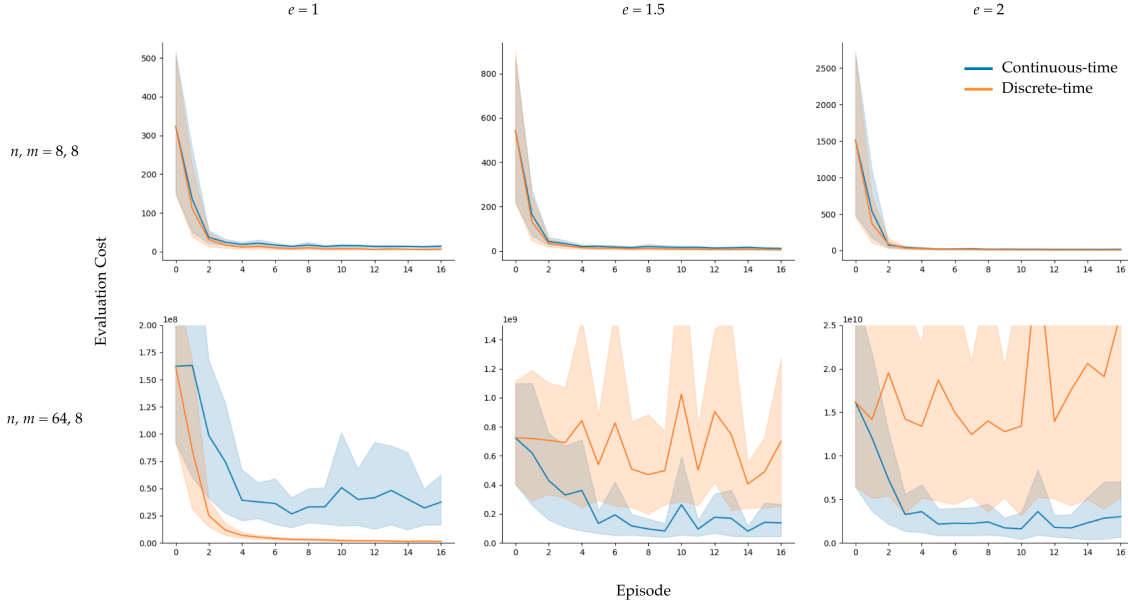 e = 1
e = 1.5
e = 2
n, m = 8, 8
500
400
300
200
100
0
0 2 4 6 8 10 12 14 16
800
600
400
200
0
0 2 4 6 8 10 12 14 16
2500
2000
1500
1000
500
0
0 2 4 6 8 10 12 14 16
Continuous-time
Discrete-time
Evaluation Cost
n, m = 64, 8
1e8
2.00
1.75
1.50
1.25
1.00
0.75
0.50
0.25
0.00
0 2 4 6 8 10 12 14 16
1e9
1.4
1.2
1.0
0.8
0.6
0.4
0.2
0.0
0 2 4 6 8 10 12 14 16
1e10
2.5
2.0
1.5
1.0
0.5
0.0
0 2 4 6 8 10 12 14 16
Episode